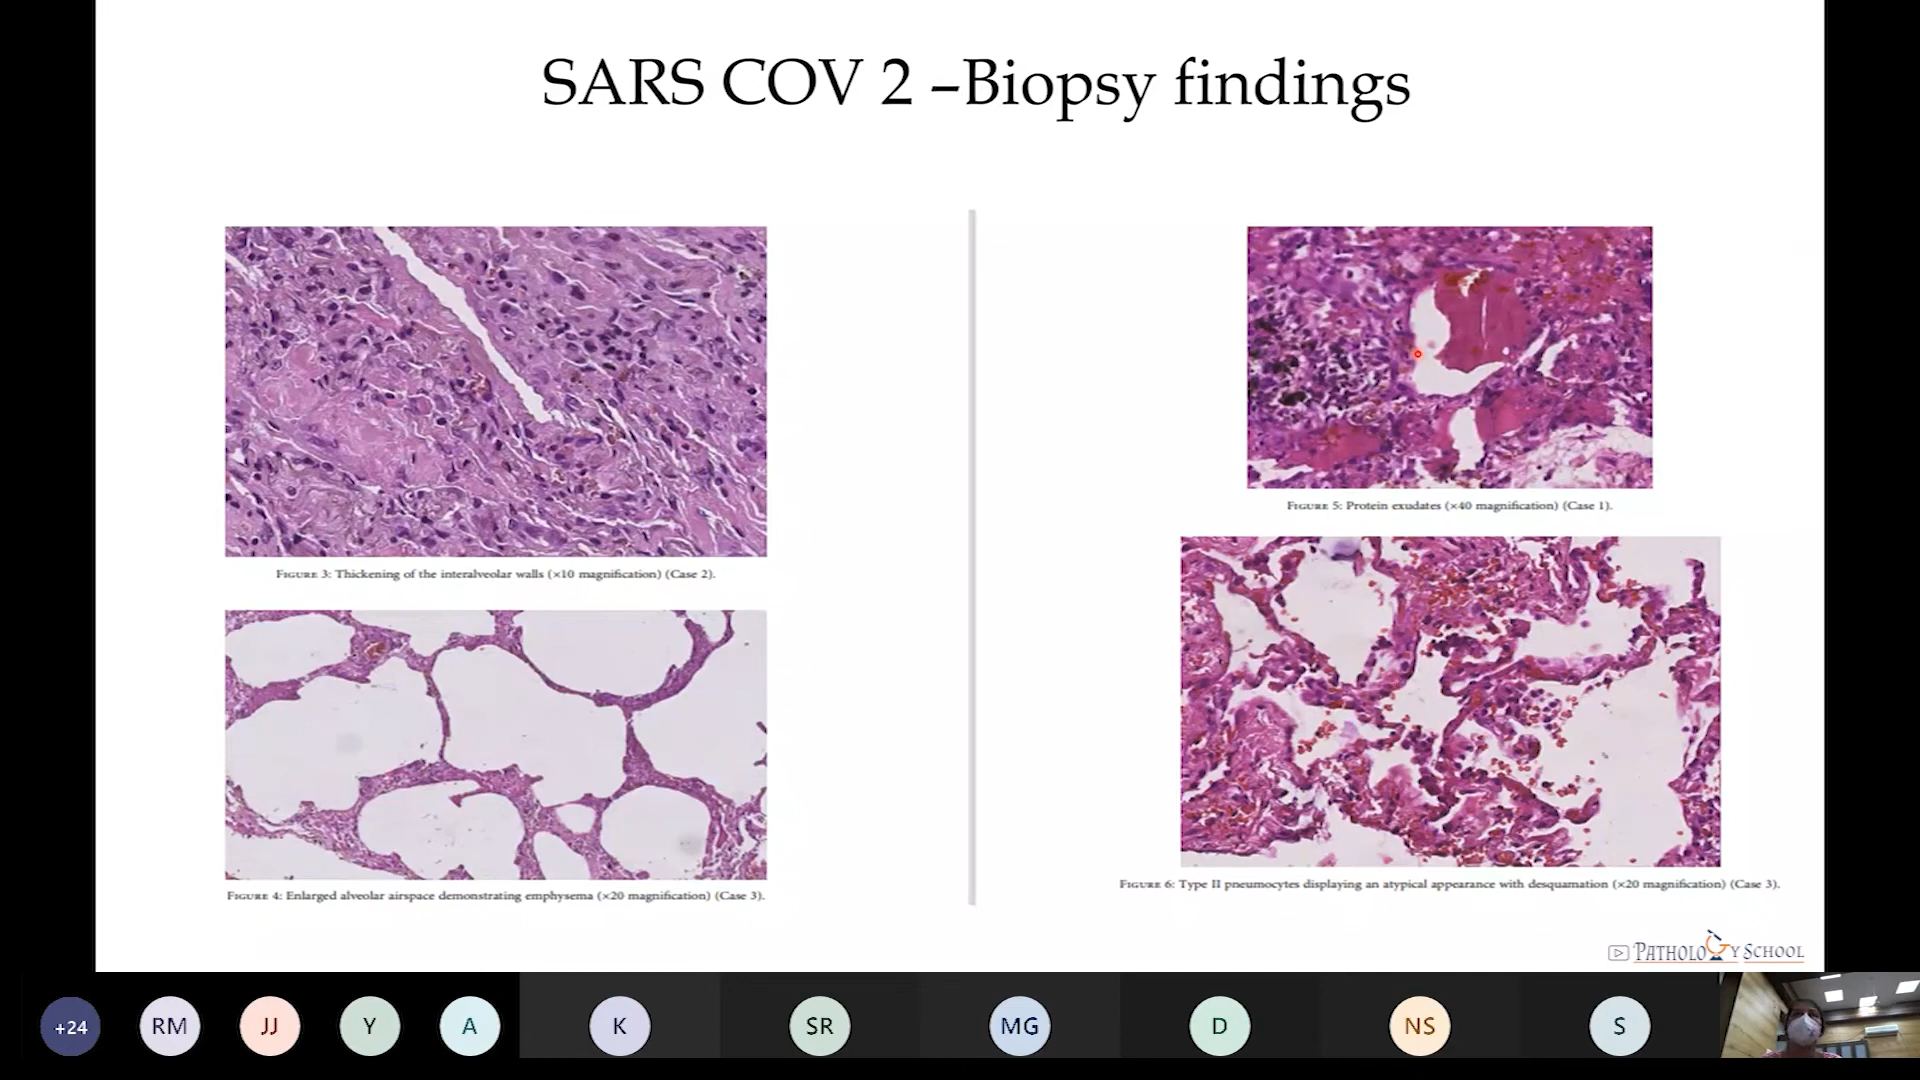 SARS COV 2 –Biopsy findings
FIGURE 3: Thickening of the interalveolar walls (×10 magnification) (Case 2).
FIGURE 4: Enlarged alveolar airspace demonstrating emphysema (×20 magnification) (Case 3).
FIGURE 5: Protein exudates (×40 magnification) (Case 1).
FIGURE 6: Type II pneumocytes displaying an atypical appearance with desquamation (×20 magnification) (Case 3).
PATHOLOGY SCHOOL
+24 RM JJ Y A K SR MG D NS S